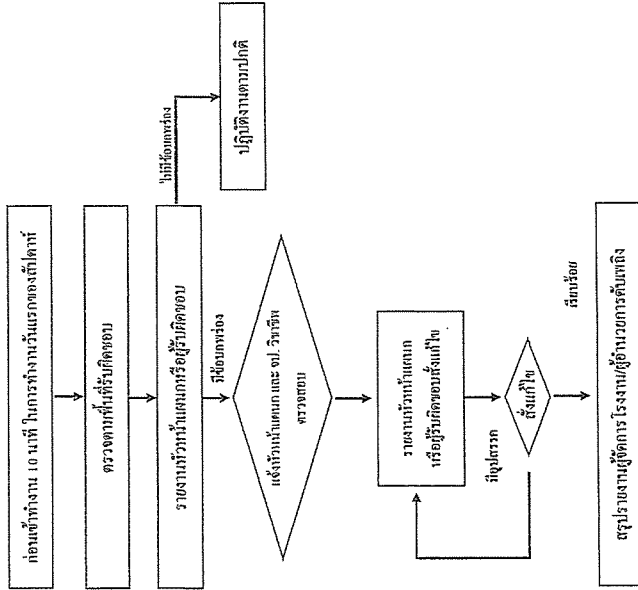 ก่อนเข้าทำงาน 10 นาที ในการทำงานวันแรกของสัปดาห์
ตรวจตามพื้นที่รับผิดชอบ
รายงานหัวหน้าแผนกหรือผู้รับผิดชอบ
ไม่มีข้อบกพร่อง
ปฏิบัติงานตามปกติ
มีข้อบกพร่อง
แจ้งหัวหน้าแผนก และ จป. วิชาชีพ
ตรวจสอบ
รายงานหัวหน้าแผนก
หรือผู้รับผิดชอบสั่งแก้ไข
มีอุปสรรค
สั่งแก้ไข
เรียบร้อย
สรุปรายงานผู้จัดการโรงงาน/ผู้อำนวยการดับเพลิง